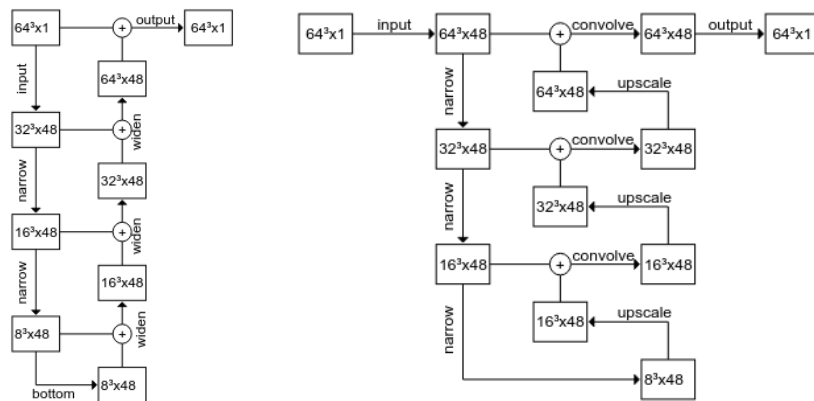 64³x1
output
64³x1
input
64³x48
32³x48
widen
narrow
32³x48
16³x48
widen
narrow
16³x48
8³x48
widen
bottom
8³x48
64³x1
input
64³x48
convolve
64³x48
output
64³x1
narrow
64³x48
upscale
32³x48
convolve
32³x48
narrow
32³x48
upscale
16³x48
convolve
16³x48
narrow
16³x48
upscale
8³x48